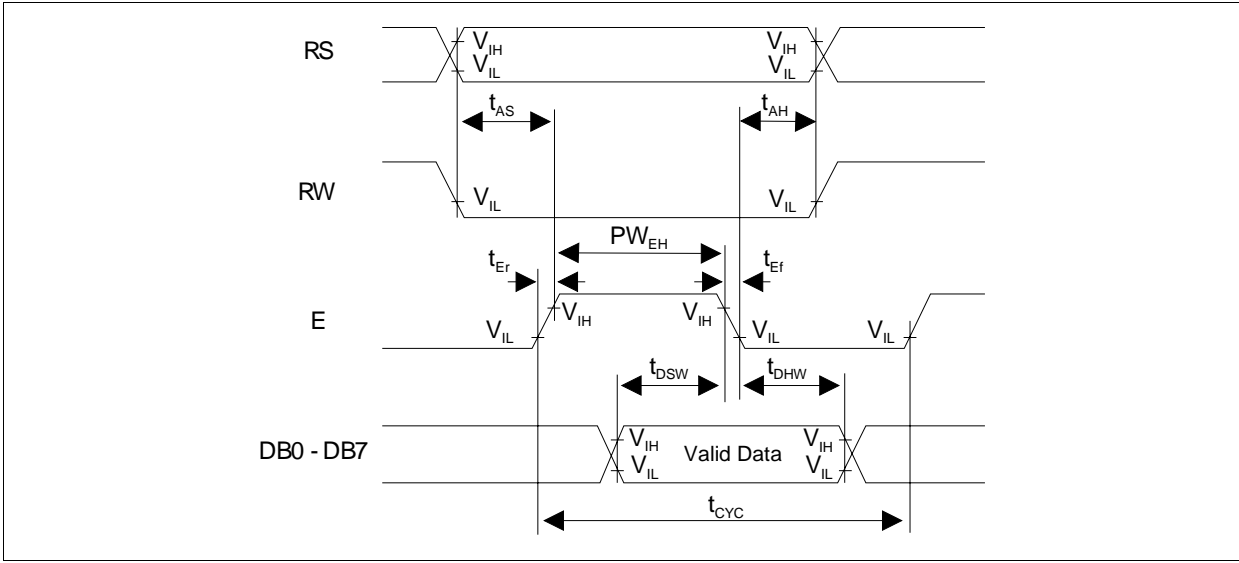 RS
V_IH
V_IL
V_IH
V_IL
t_AS
t_AH
RW
V_IL
V_IL
PW_EH
t_Er
t_Ef
E
V_IL
V_IH
V_IH
V_IL
V_IL
t_DSW
t_DHW
DB0 - DB7
V_IH
V_IL
Valid Data
V_IH
V_IL
t_CYC